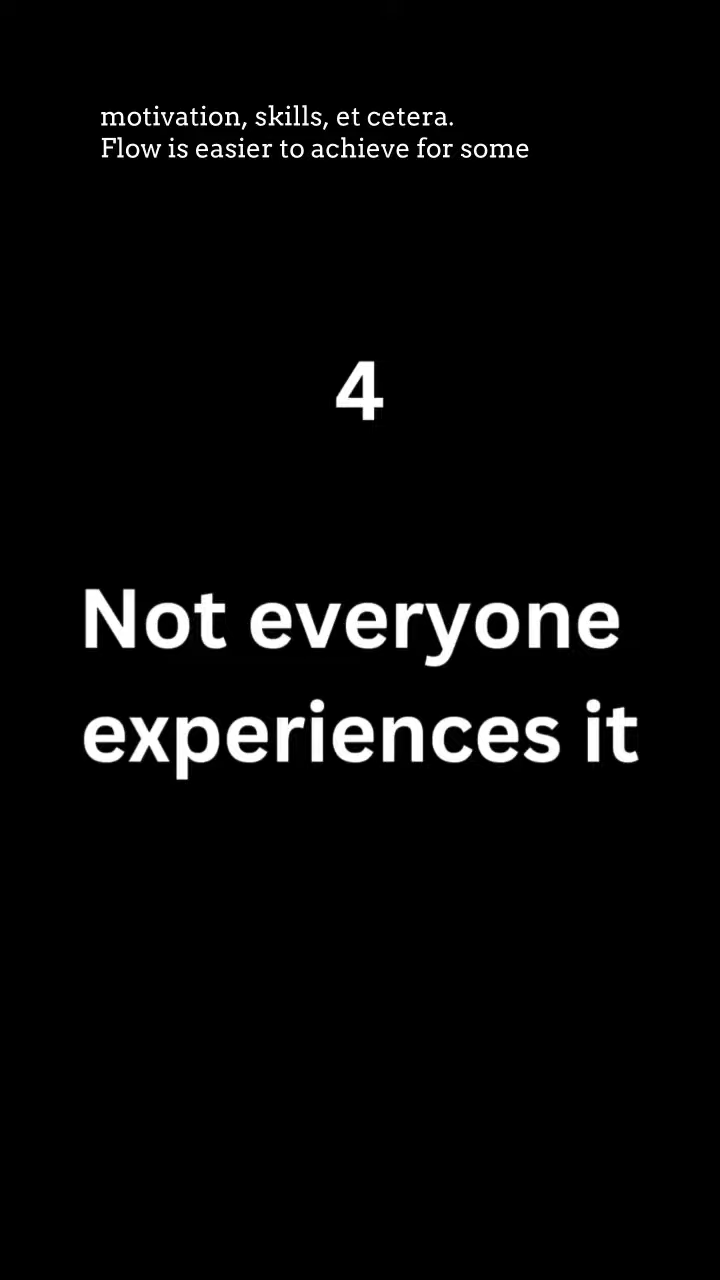 motivation, skills, et cetera.
Flow is easier to achieve for some
4
Not everyone
experiences it